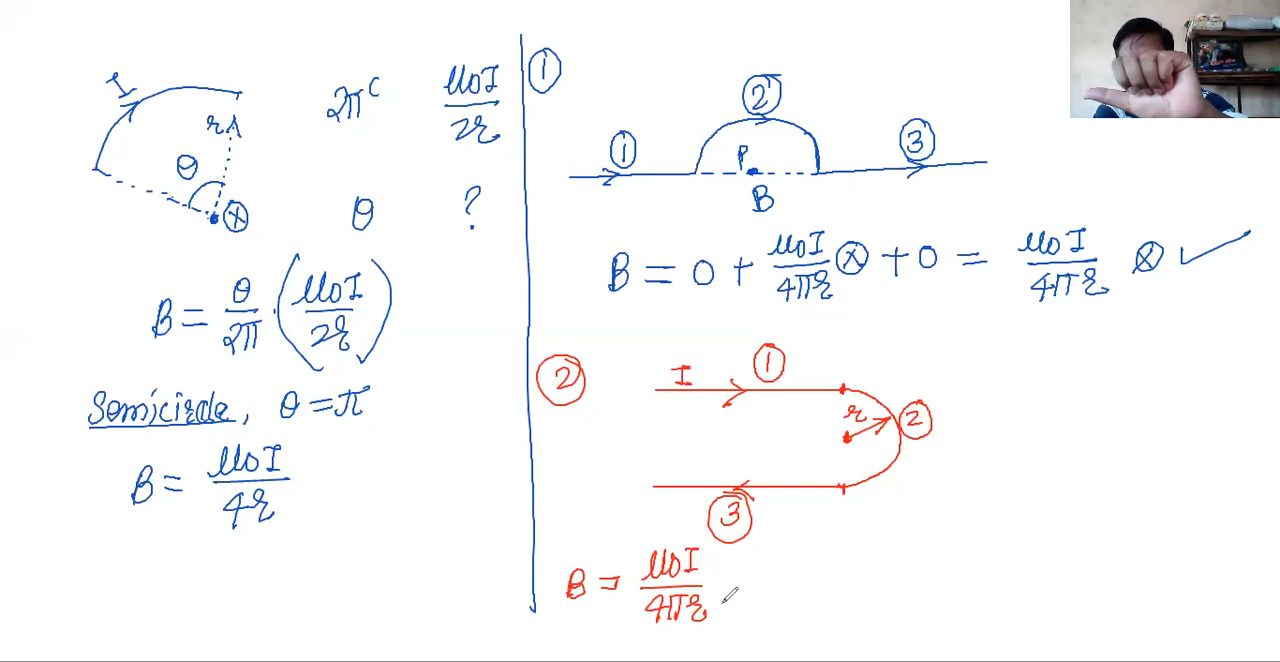 I
r
θ
⊗
2π^c μ₀I/2r
θ ?
B = θ/2π · (μ₀I/2r)
Semicircle, θ = π
B = μ₀I/4r
①
① ② ③
P
B
B = 0 + μ₀I/4πr ⊗ + 0 = μ₀I/4πr ⊗ ✓
②
I ①
r ②
③
B = μ₀I/4πr